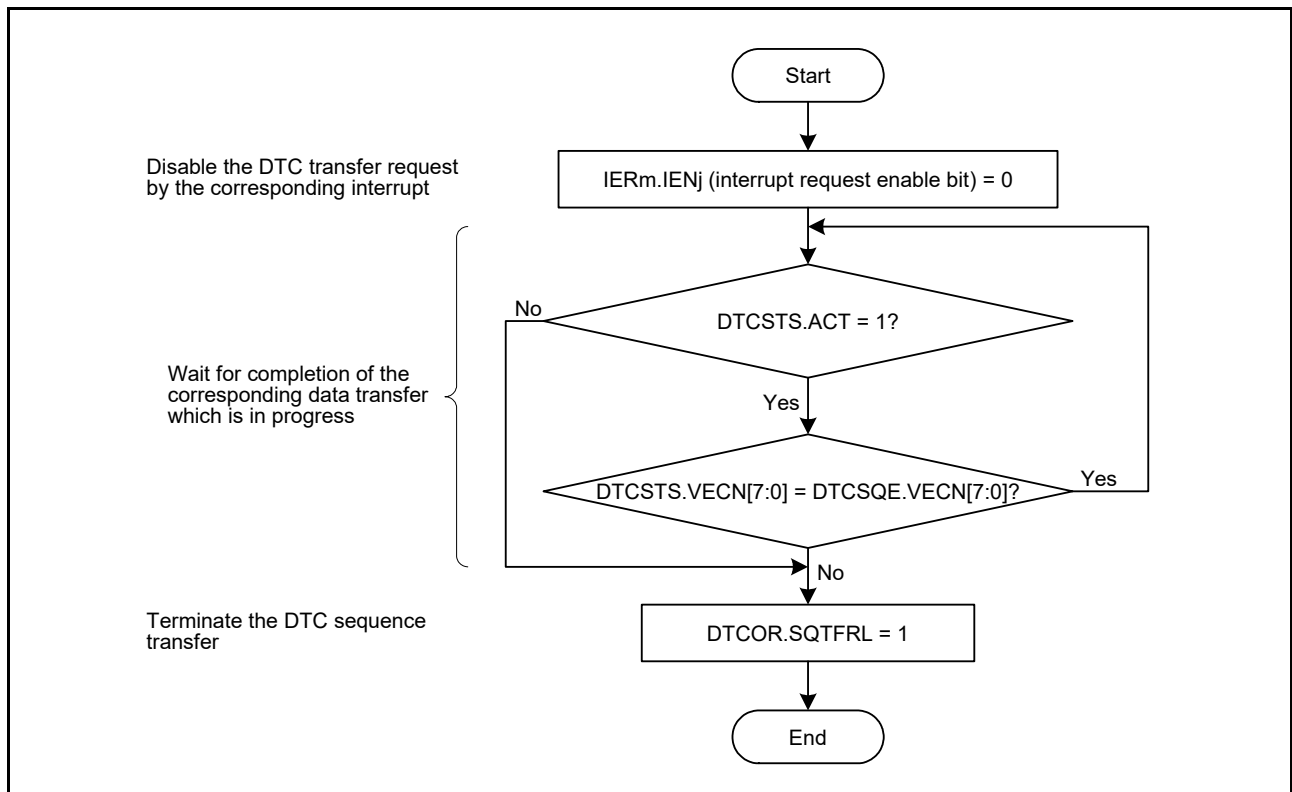 Start
Disable the DTC transfer request
by the corresponding interrupt
IERm.IENj (interrupt request enable bit) = 0
No
DTCSTS.ACT = 1?
Wait for completion of the
corresponding data transfer
which is in progress
Yes
DTCSTS.VECN[7:0] = DTCSQE.VECN[7:0]?
Yes
No
Terminate the DTC sequence
transfer
DTCOR.SQTFRL = 1
End